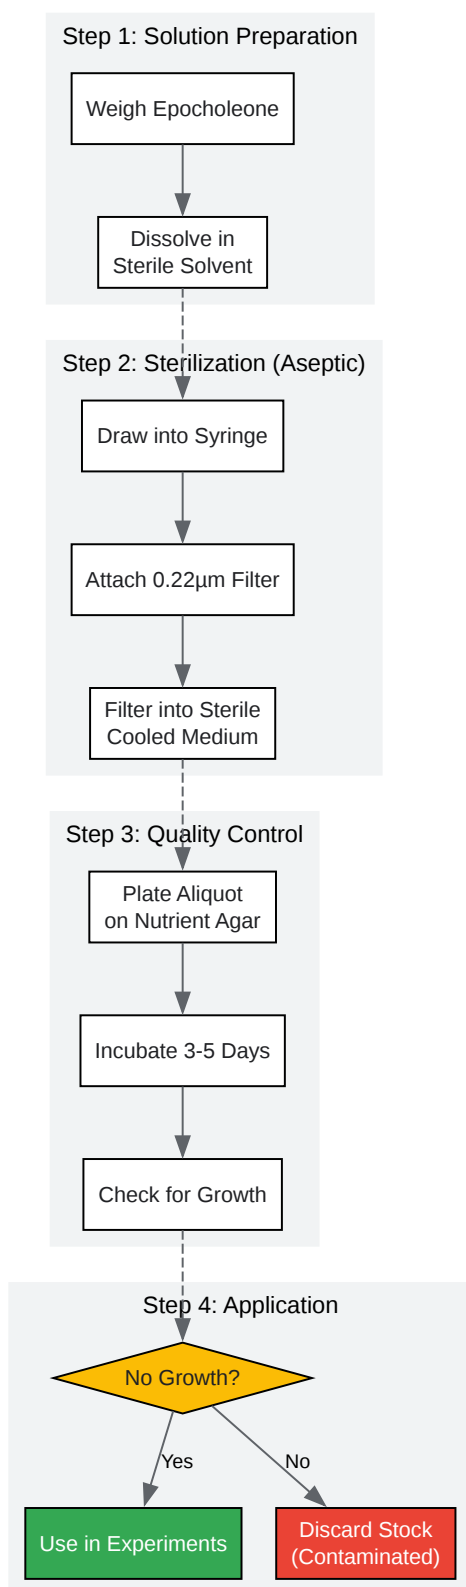 Step 1: Solution Preparation
Weigh Epocholeone
Dissolve in
Sterile Solvent
Step 2: Sterilization (Aseptic)
Draw into Syringe
Attach 0.22µm Filter
Filter into Sterile
Cooled Medium
Step 3: Quality Control
Plate Aliquot
on Nutrient Agar
Incubate 3-5 Days
Check for Growth
Step 4: Application
No Growth?
Yes
No
Use in Experiments
Discard Stock
(Contaminated)